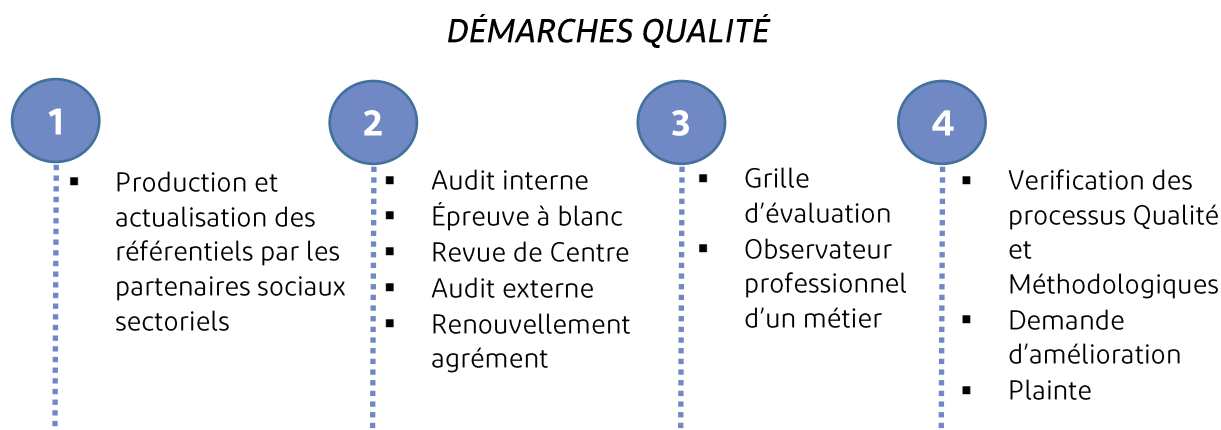 DÉMARCHES QUALITÉ
1
▪ Production et
actualisation des
référentiels par les
partenaires sociaux
sectoriels
2
▪ Audit interne
▪ Épreuve à blanc
▪ Revue de Centre
▪ Audit externe
▪ Renouvellement
agrément
3
▪ Grille
d’évaluation
▪ Observateur
professionnel
d’un métier
4
▪ Verification des
processus Qualité
et
Méthodologiques
▪ Demande
d’amélioration
▪ Plainte